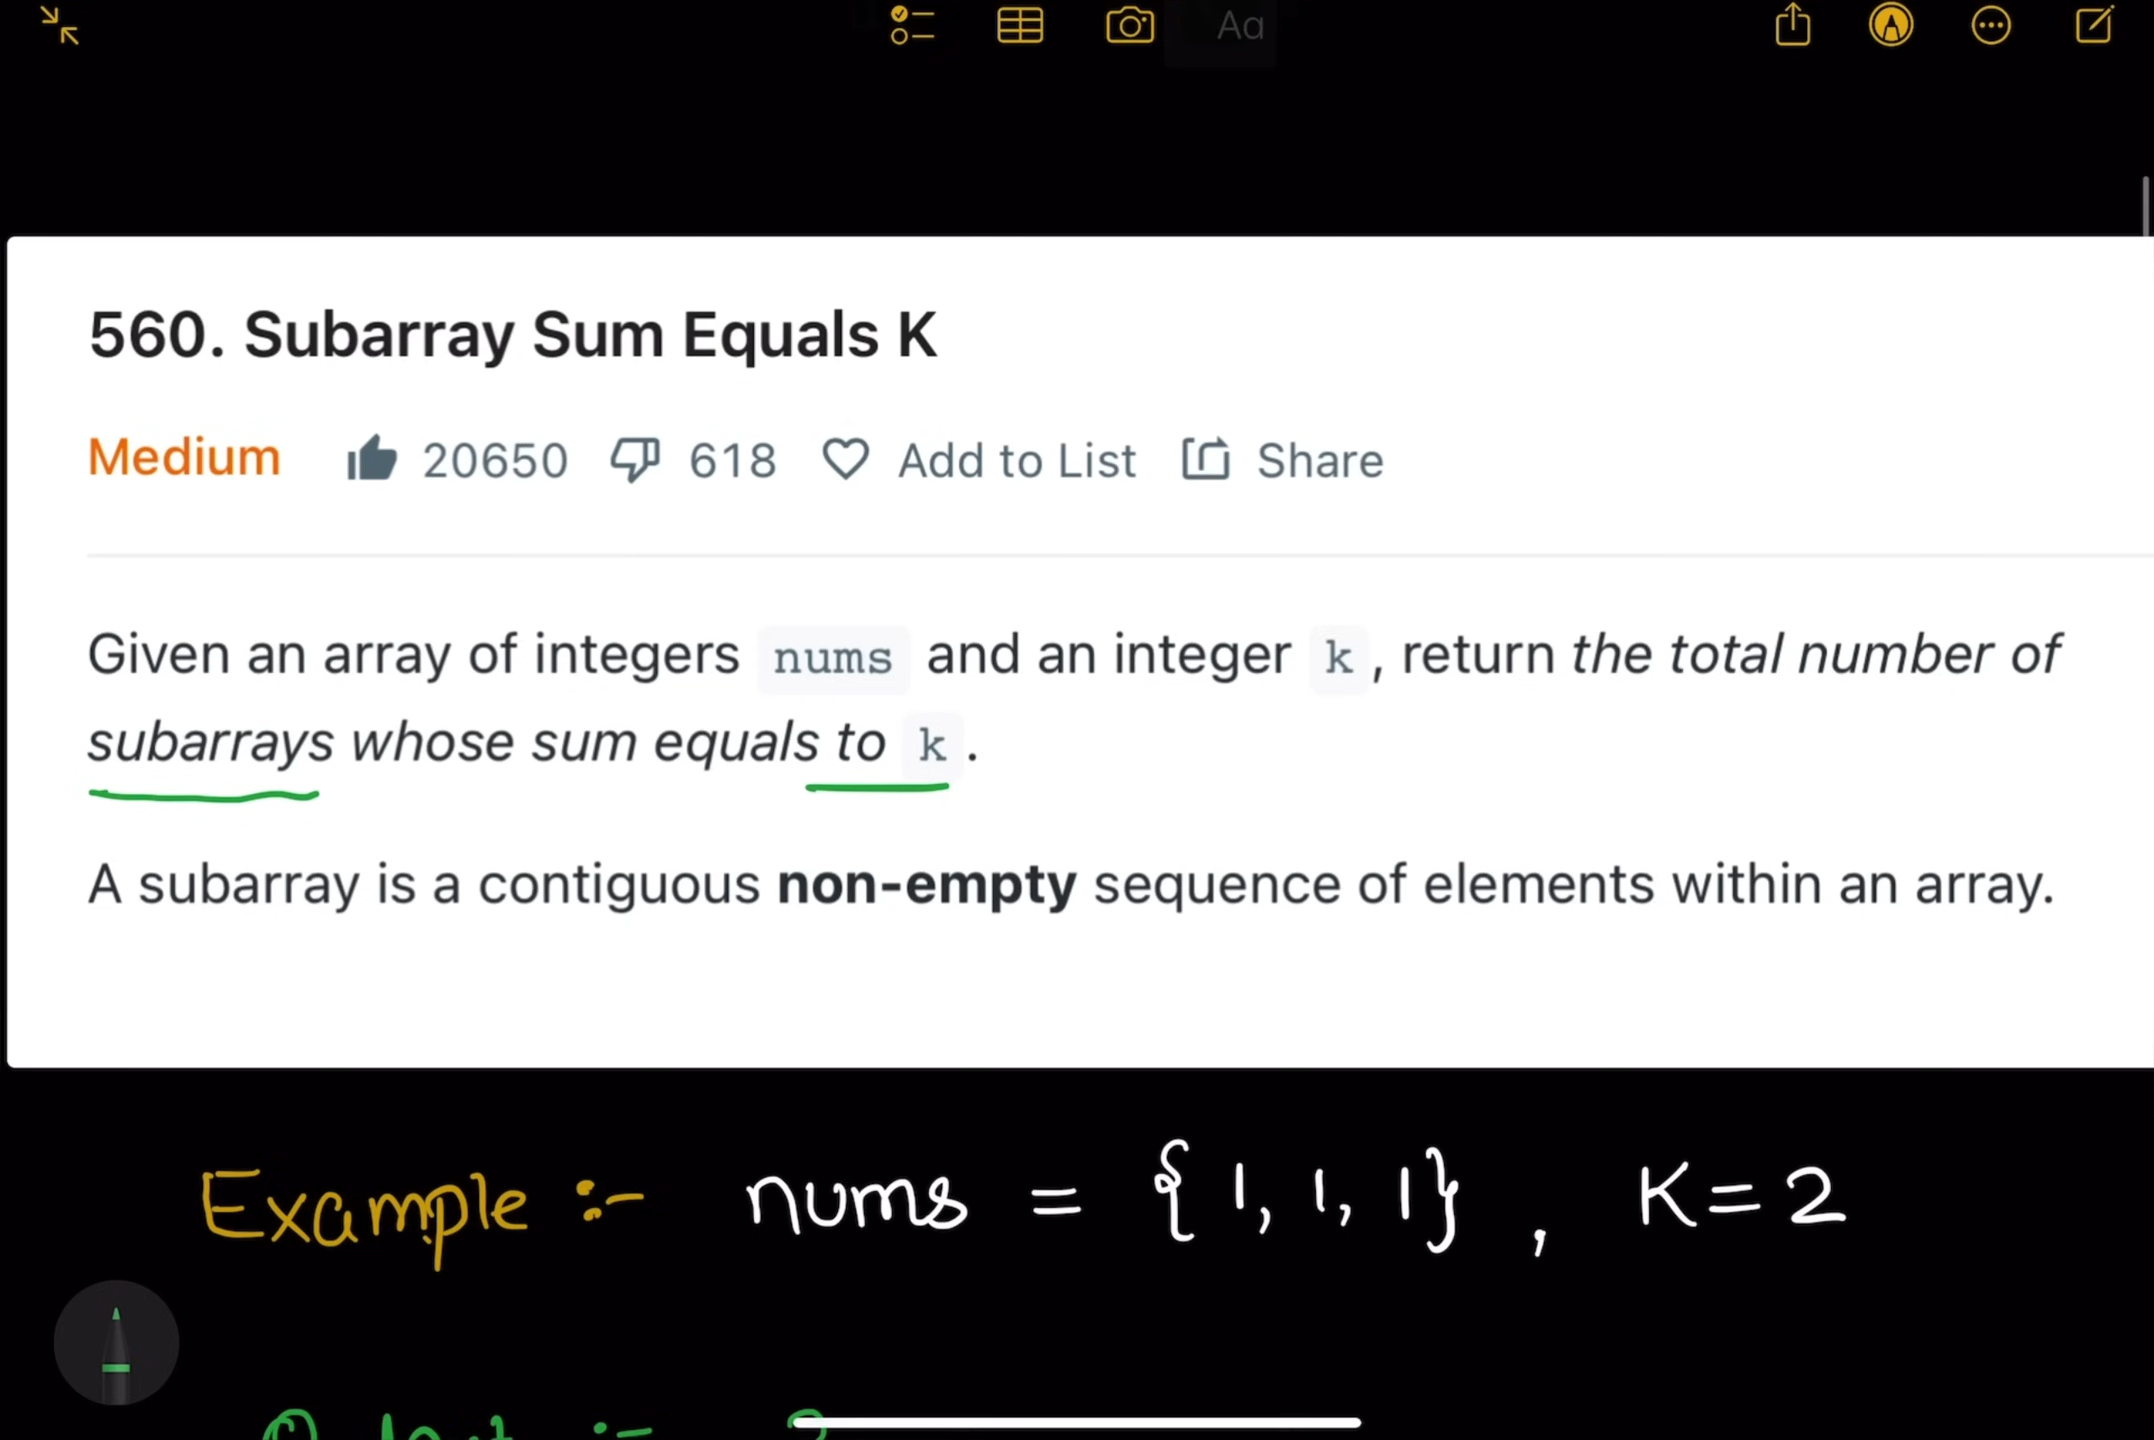 Aa
560. Subarray Sum Equals K
Medium 20650 618 Add to List Share
Given an array of integers nums and an integer k , return the total number of
subarrays whose sum equals to k .
A subarray is a contiguous non-empty sequence of elements within an array.
Example :- nums = { 1, 1, 1} , K=2